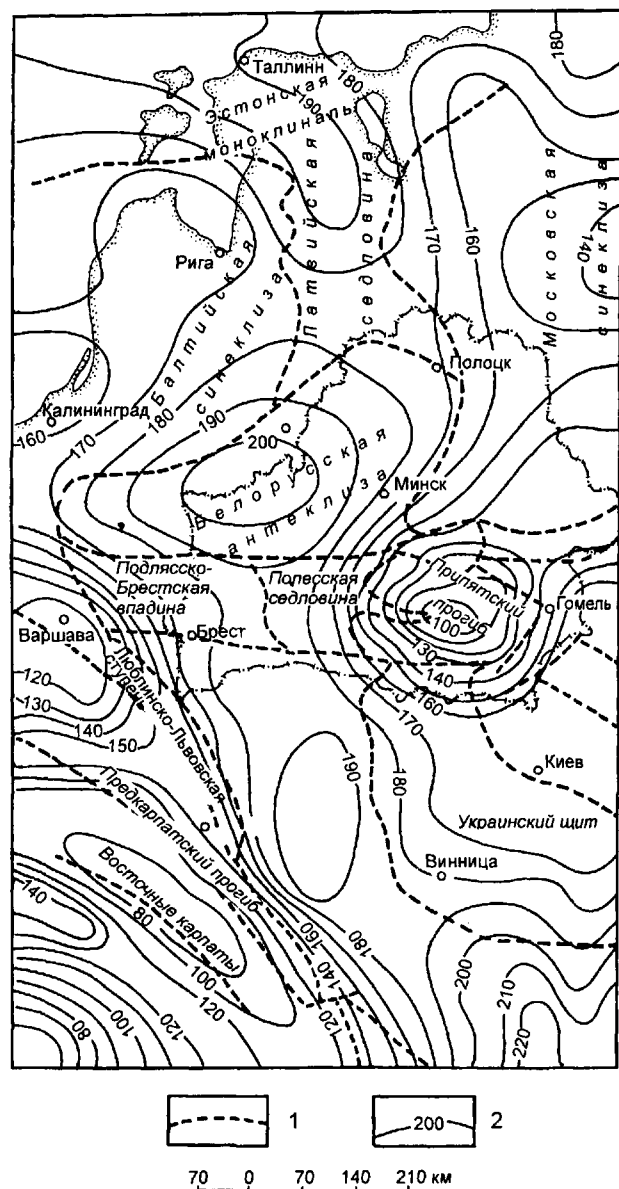 180
Таллинн
180
Эстонская
190
моноклиналь
Латвийская
седловина
Московская
синеклиза
170
160
140
Рига
Балтийская
синеклиза
Полоцк
Калининград
160
170
180
190
200
Белорусская
антеклиза
Минск
Подлясско-
Брестская
впадина
Полесская
седловина
Припятский
прогиб
100
Гомель
Варшава
Брест
130
140
160
170
120
130
140
150
Люблинско-Львовская
ступень
190
180
Киев
Предкарпатский прогиб
Украинский щит
Винница
Восточные карпаты
80
140
100
120
180
160
140
120
200
210
220
80
100
120
1
200
2
70 0 70 140 210 км